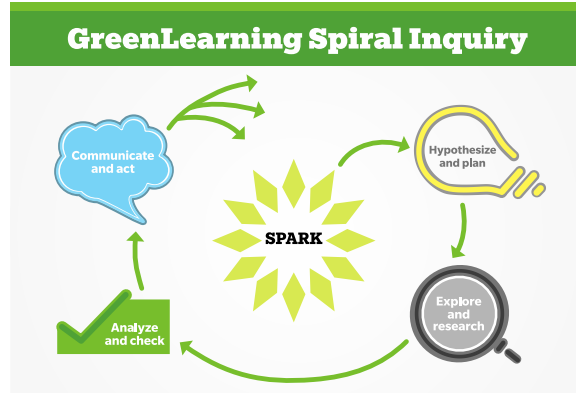 GreenLearning Spiral Inquiry
SPARK
Hypothesize
and plan
Explore
and
research
Analyze
and check
Communicate
and act